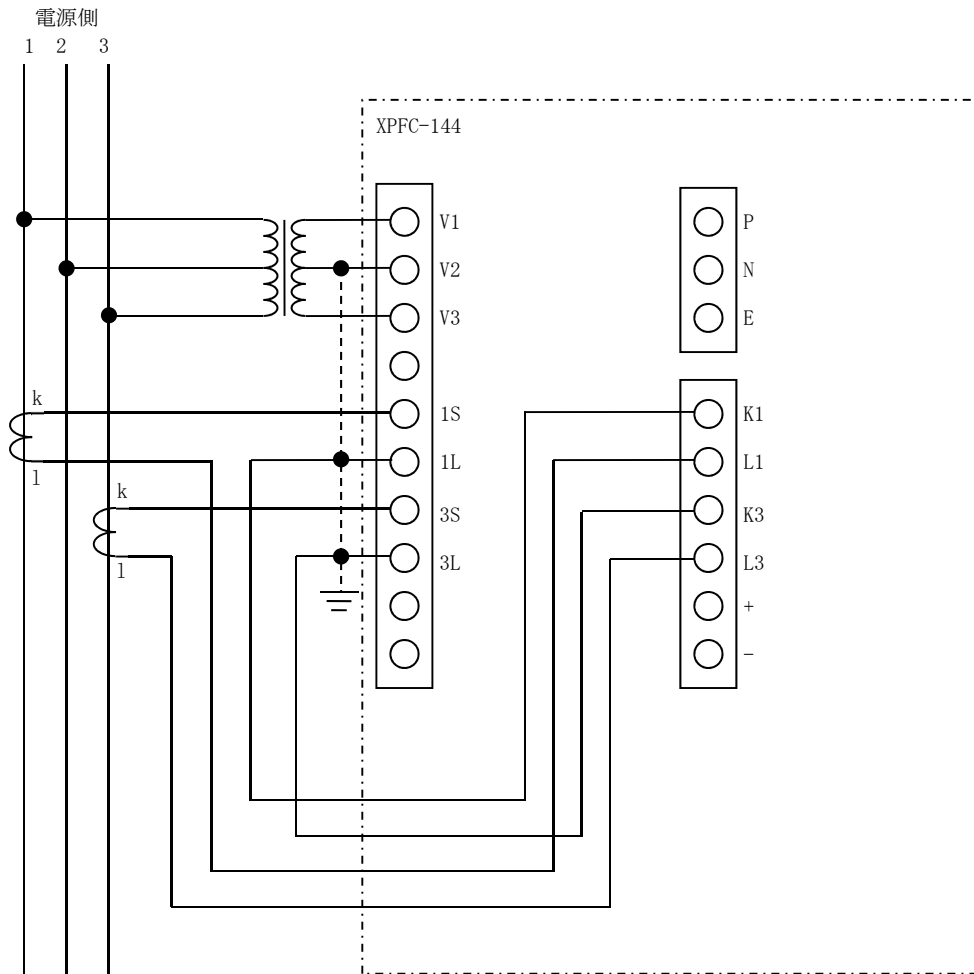 電源側
1 2 3
XPFC-144
V1
V2
V3
1S
1L
3S
3L
P
N
E
K1
L1
K3
L3
+
-
k
l
k
l